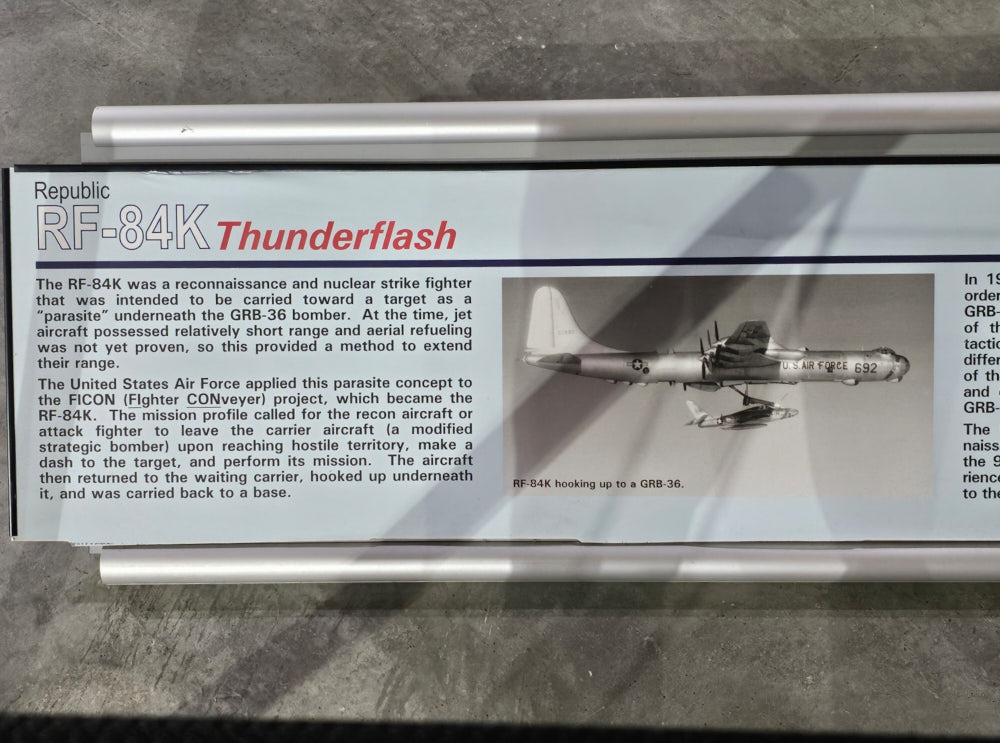 Republic
RF-84K Thunderflash
The RF-84K was a reconnaissance and nuclear strike fighter
that was intended to be carried toward a target as a
"parasite" underneath the GRB-36 bomber. At the time, jet
aircraft possessed relatively short range and aerial refueling
was not yet proven, so this provided a method to extend
their range.
The United States Air Force applied this parasite concept to
the FICON (FIghter CONveyer) project, which became the
RF-84K. The mission profile called for the recon aircraft or
attack fighter to leave the carrier aircraft (a modified
strategic bomber) upon reaching hostile territory, make a
dash to the target, and perform its mission. The aircraft
then returned to the waiting carrier, hooked up underneath
it, and was carried back to a base.
U.S. AIR FORCE 692
RF-84K hooking up to a GRB-36.
In 19
order
GRB-
of th
tactic
differ
of th
and
GRB-
The
naiss
the 9
rienc
to the